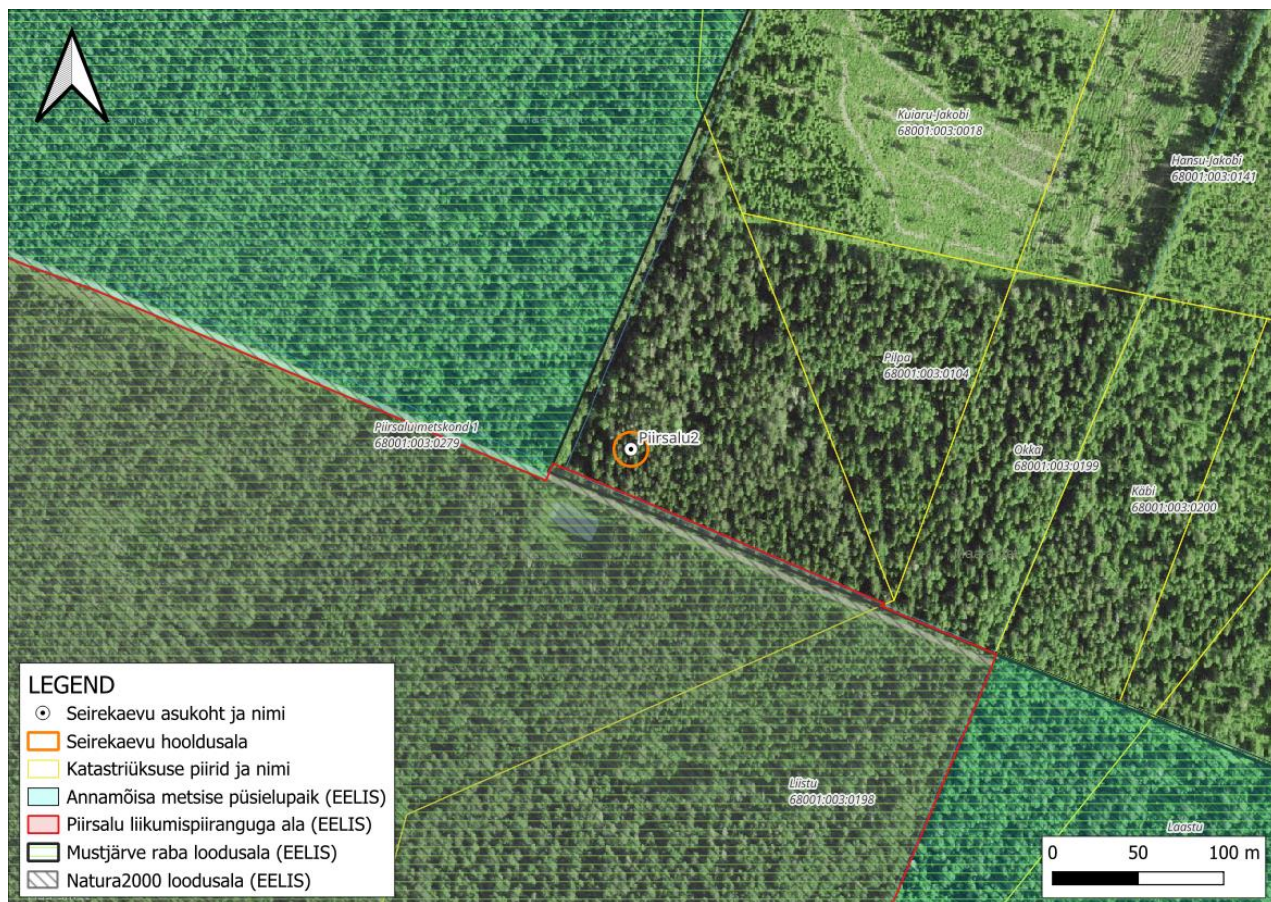 Kuiaru-Jakobi
68001:003:0018
Hansu-Jakobi
68001:003:0141
Pilpa
68001:003:0104
Piirsalu metskond 1
68001:003:0279
Piirsalu2
Okka
68001:003:0199
Käbi
68001:003:0200
Liistu
68001:003:0198
Laastu
LEGEND
Seirekaevu asukoht ja nimi
Seirekaevu hooldusala
Katastriüksuse piirid ja nimi
Annamõisa metsise püsielupaik (EELIS)
Piirsalu liikumispiiranguga ala (EELIS)
Mustjärve raba loodusala (EELIS)
Natura2000 loodusala (EELIS)
0 50 100 m